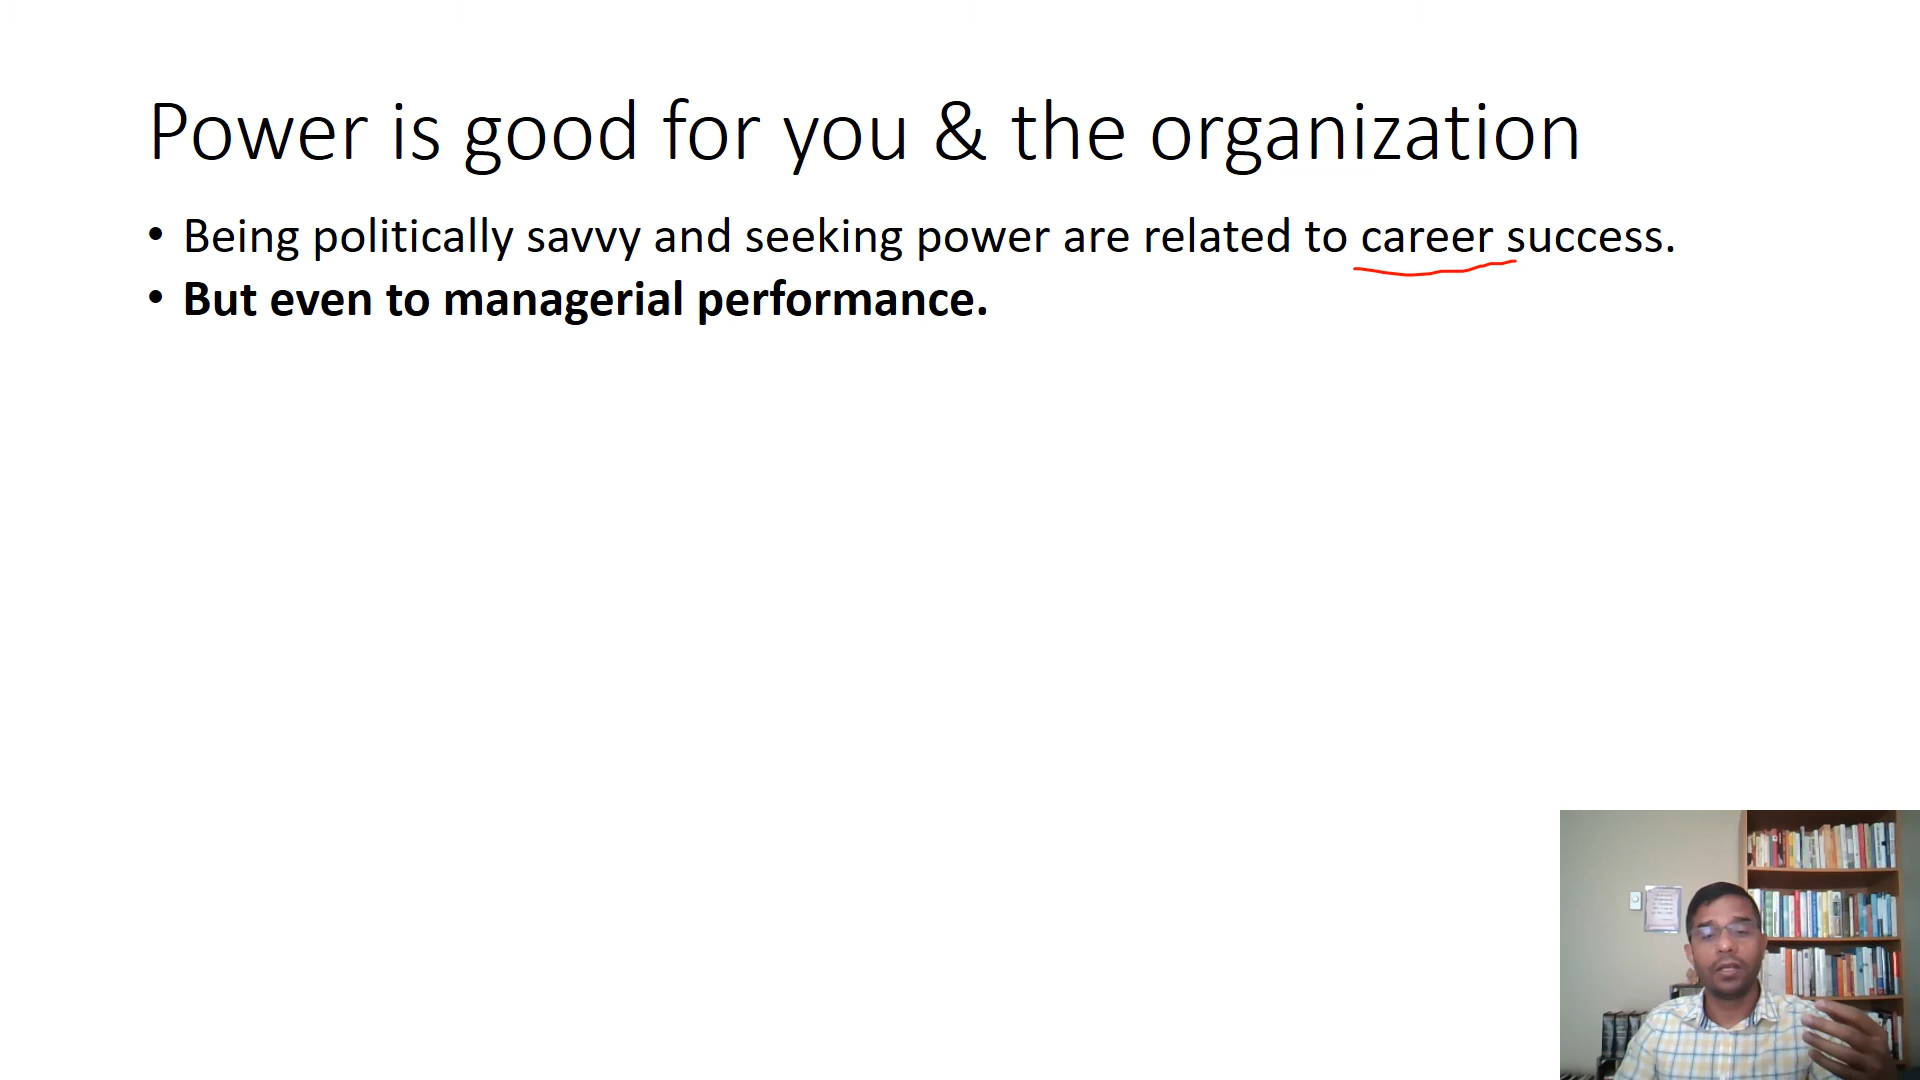 Power is good for you & the organization
• Being politically savvy and seeking power are related to career success.
• But even to managerial performance.